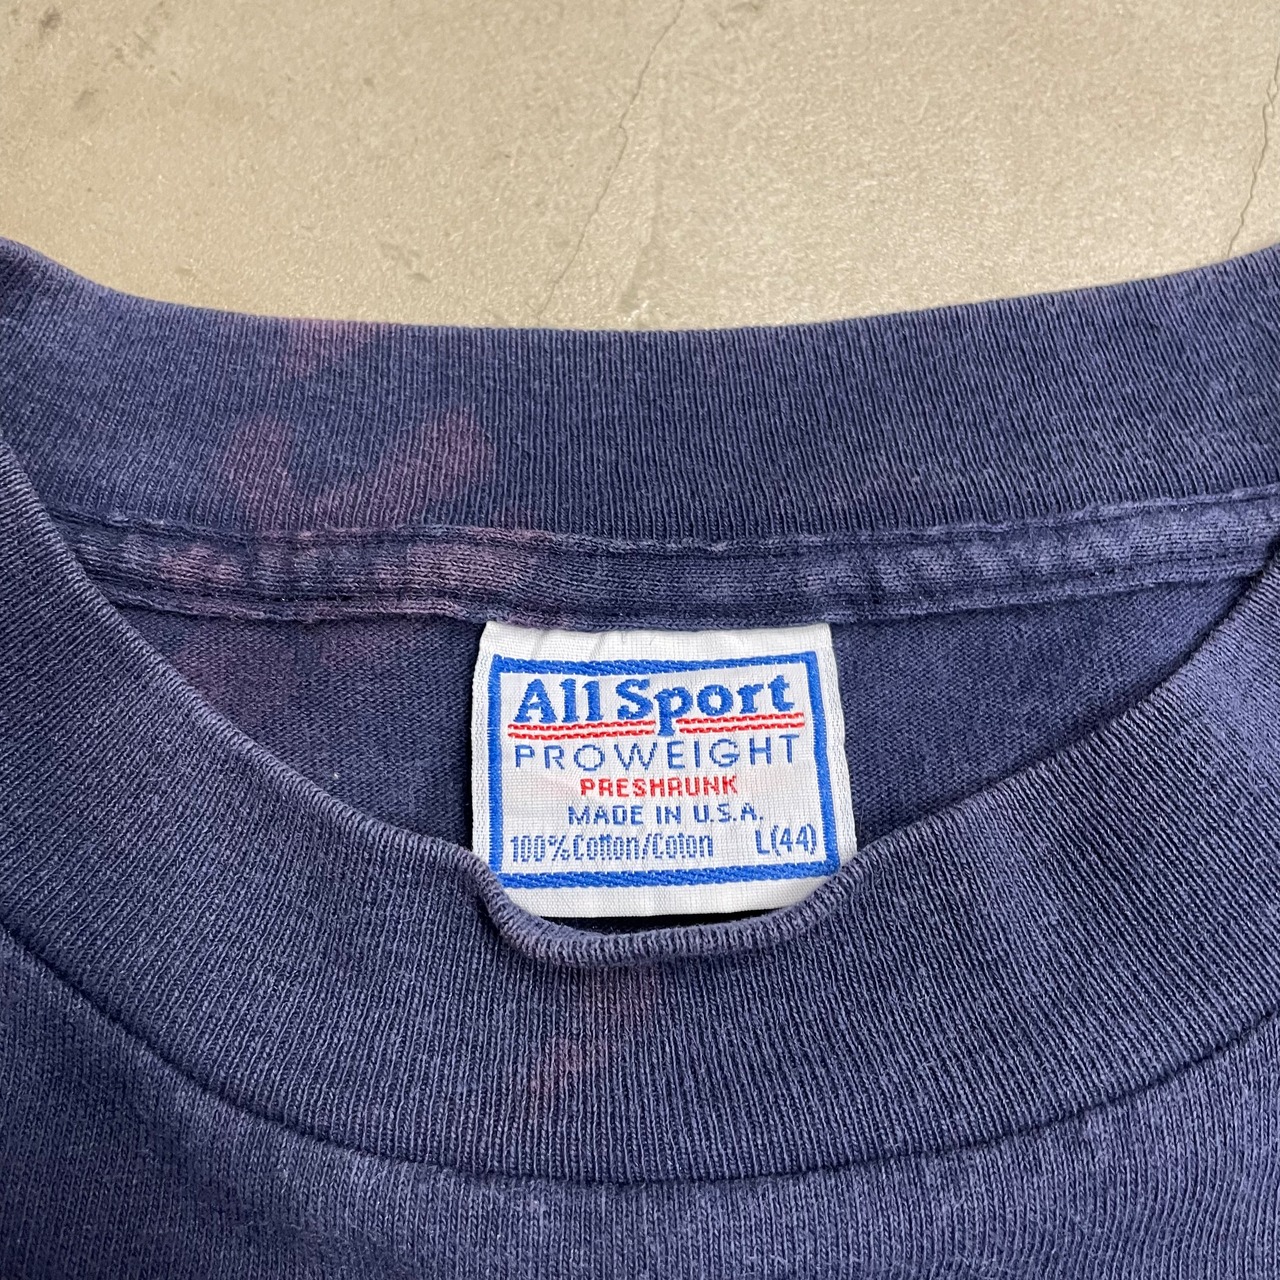 All Sport
PROWEIGHT
PRESHRUNK
MADE IN U.S.A.
100% Cotton/Coton L(44)